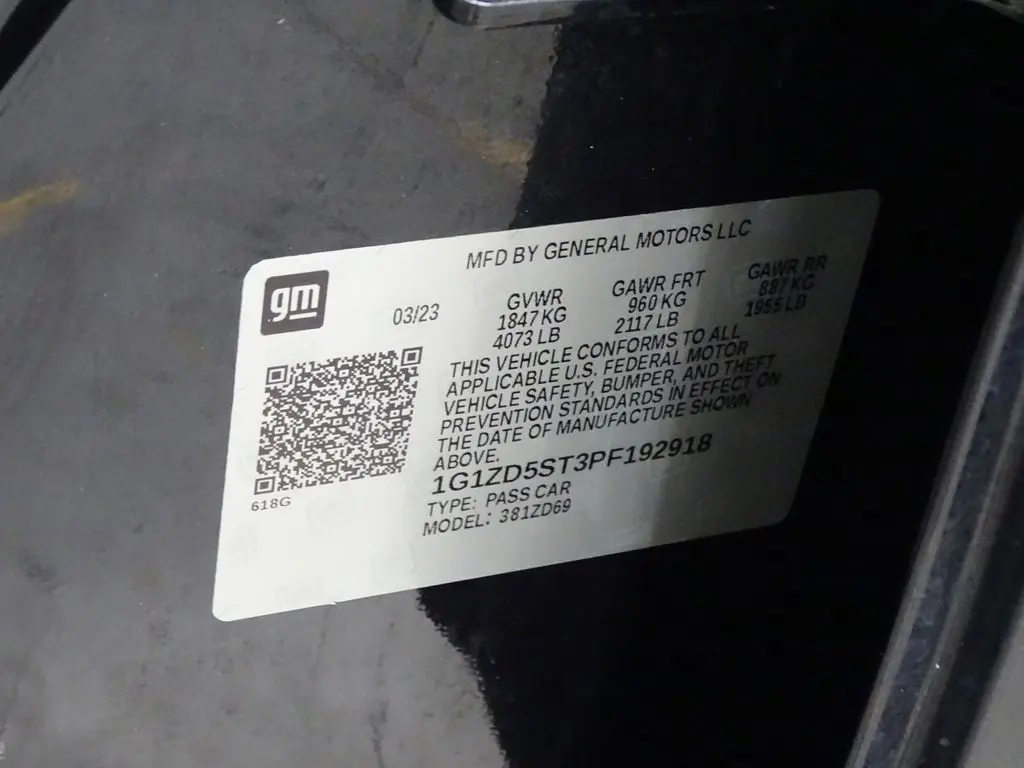 MFD BY GENERAL MOTORS LLC
gm
03/23
GVWR
1847 KG
4073 LB
GAWR FRT
960 KG
2117 LB
GAWR RR
887 KG
1955 LB
THIS VEHICLE CONFORMS TO ALL
APPLICABLE U.S. FEDERAL MOTOR
VEHICLE SAFETY, BUMPER, AND THEFT
PREVENTION STANDARDS IN EFFECT ON
THE DATE OF MANUFACTURE SHOWN
ABOVE.
1G1ZD5ST3PF192918
TYPE: PASS CAR
MODEL: 381ZD69
618G